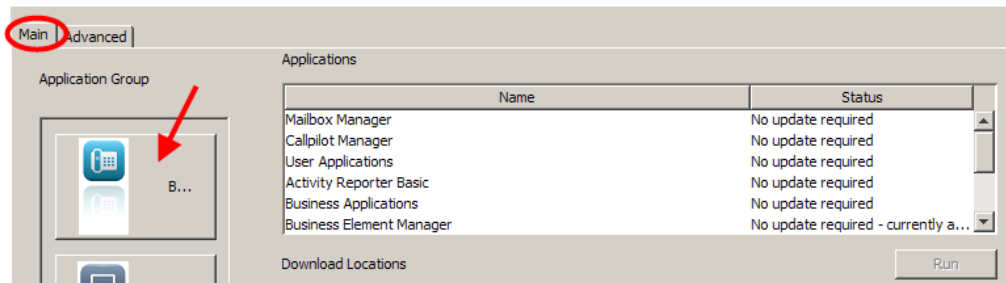 Main Advanced
Application Group
B...
Applications
Name Status
Mailbox Manager No update required
Callpilot Manager No update required
User Applications No update required
Activity Reporter Basic No update required
Business Applications No update required
Business Element Manager No update required - currently a...
Download Locations Run